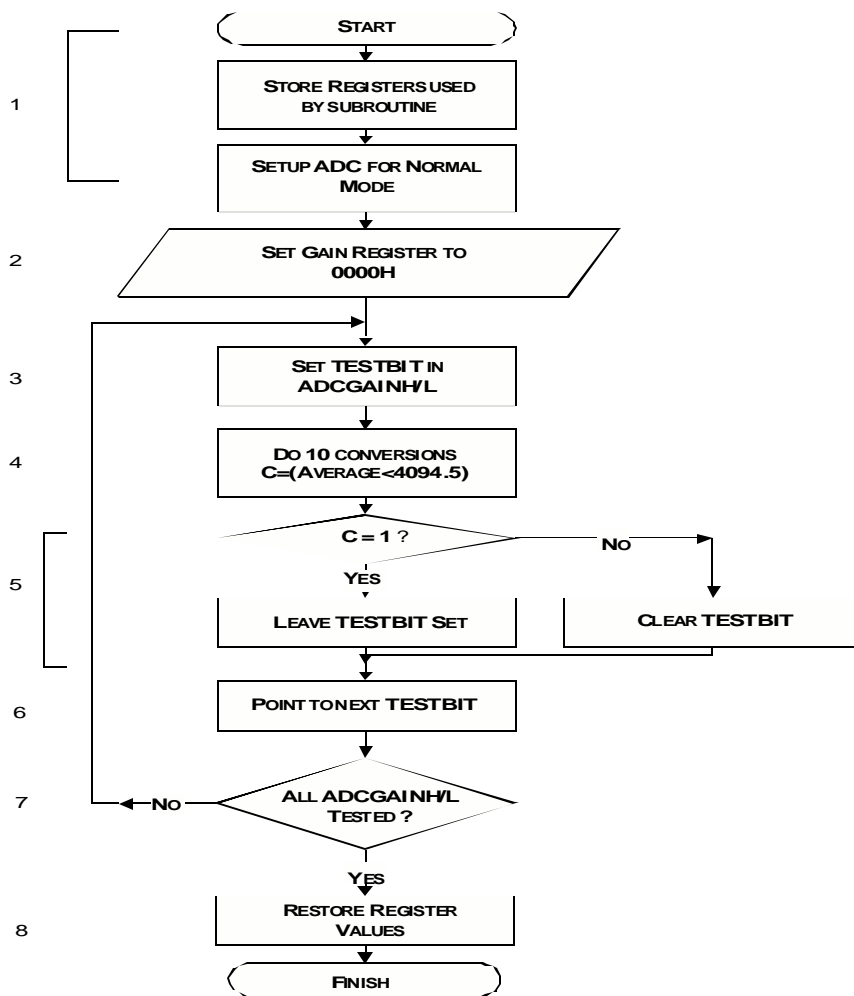 START
1
STORE REGISTERS USED
BY SUBROUTINE
SETUP ADC FOR NORMAL
MODE
2
SET GAIN REGISTER TO
0000H
3
SET TESTBIT IN
ADCGAINH/L
4
DO 10 CONVERSIONS
C=(AVERAGE<4094.5)
C = 1 ?
NO
5
YES
LEAVE TESTBIT SET
CLEAR TESTBIT
6
POINT TO NEXT TESTBIT
7
NO
ALL ADCGAINH/L
TESTED ?
YES
8
RESTORE REGISTER
VALUES
FINISH